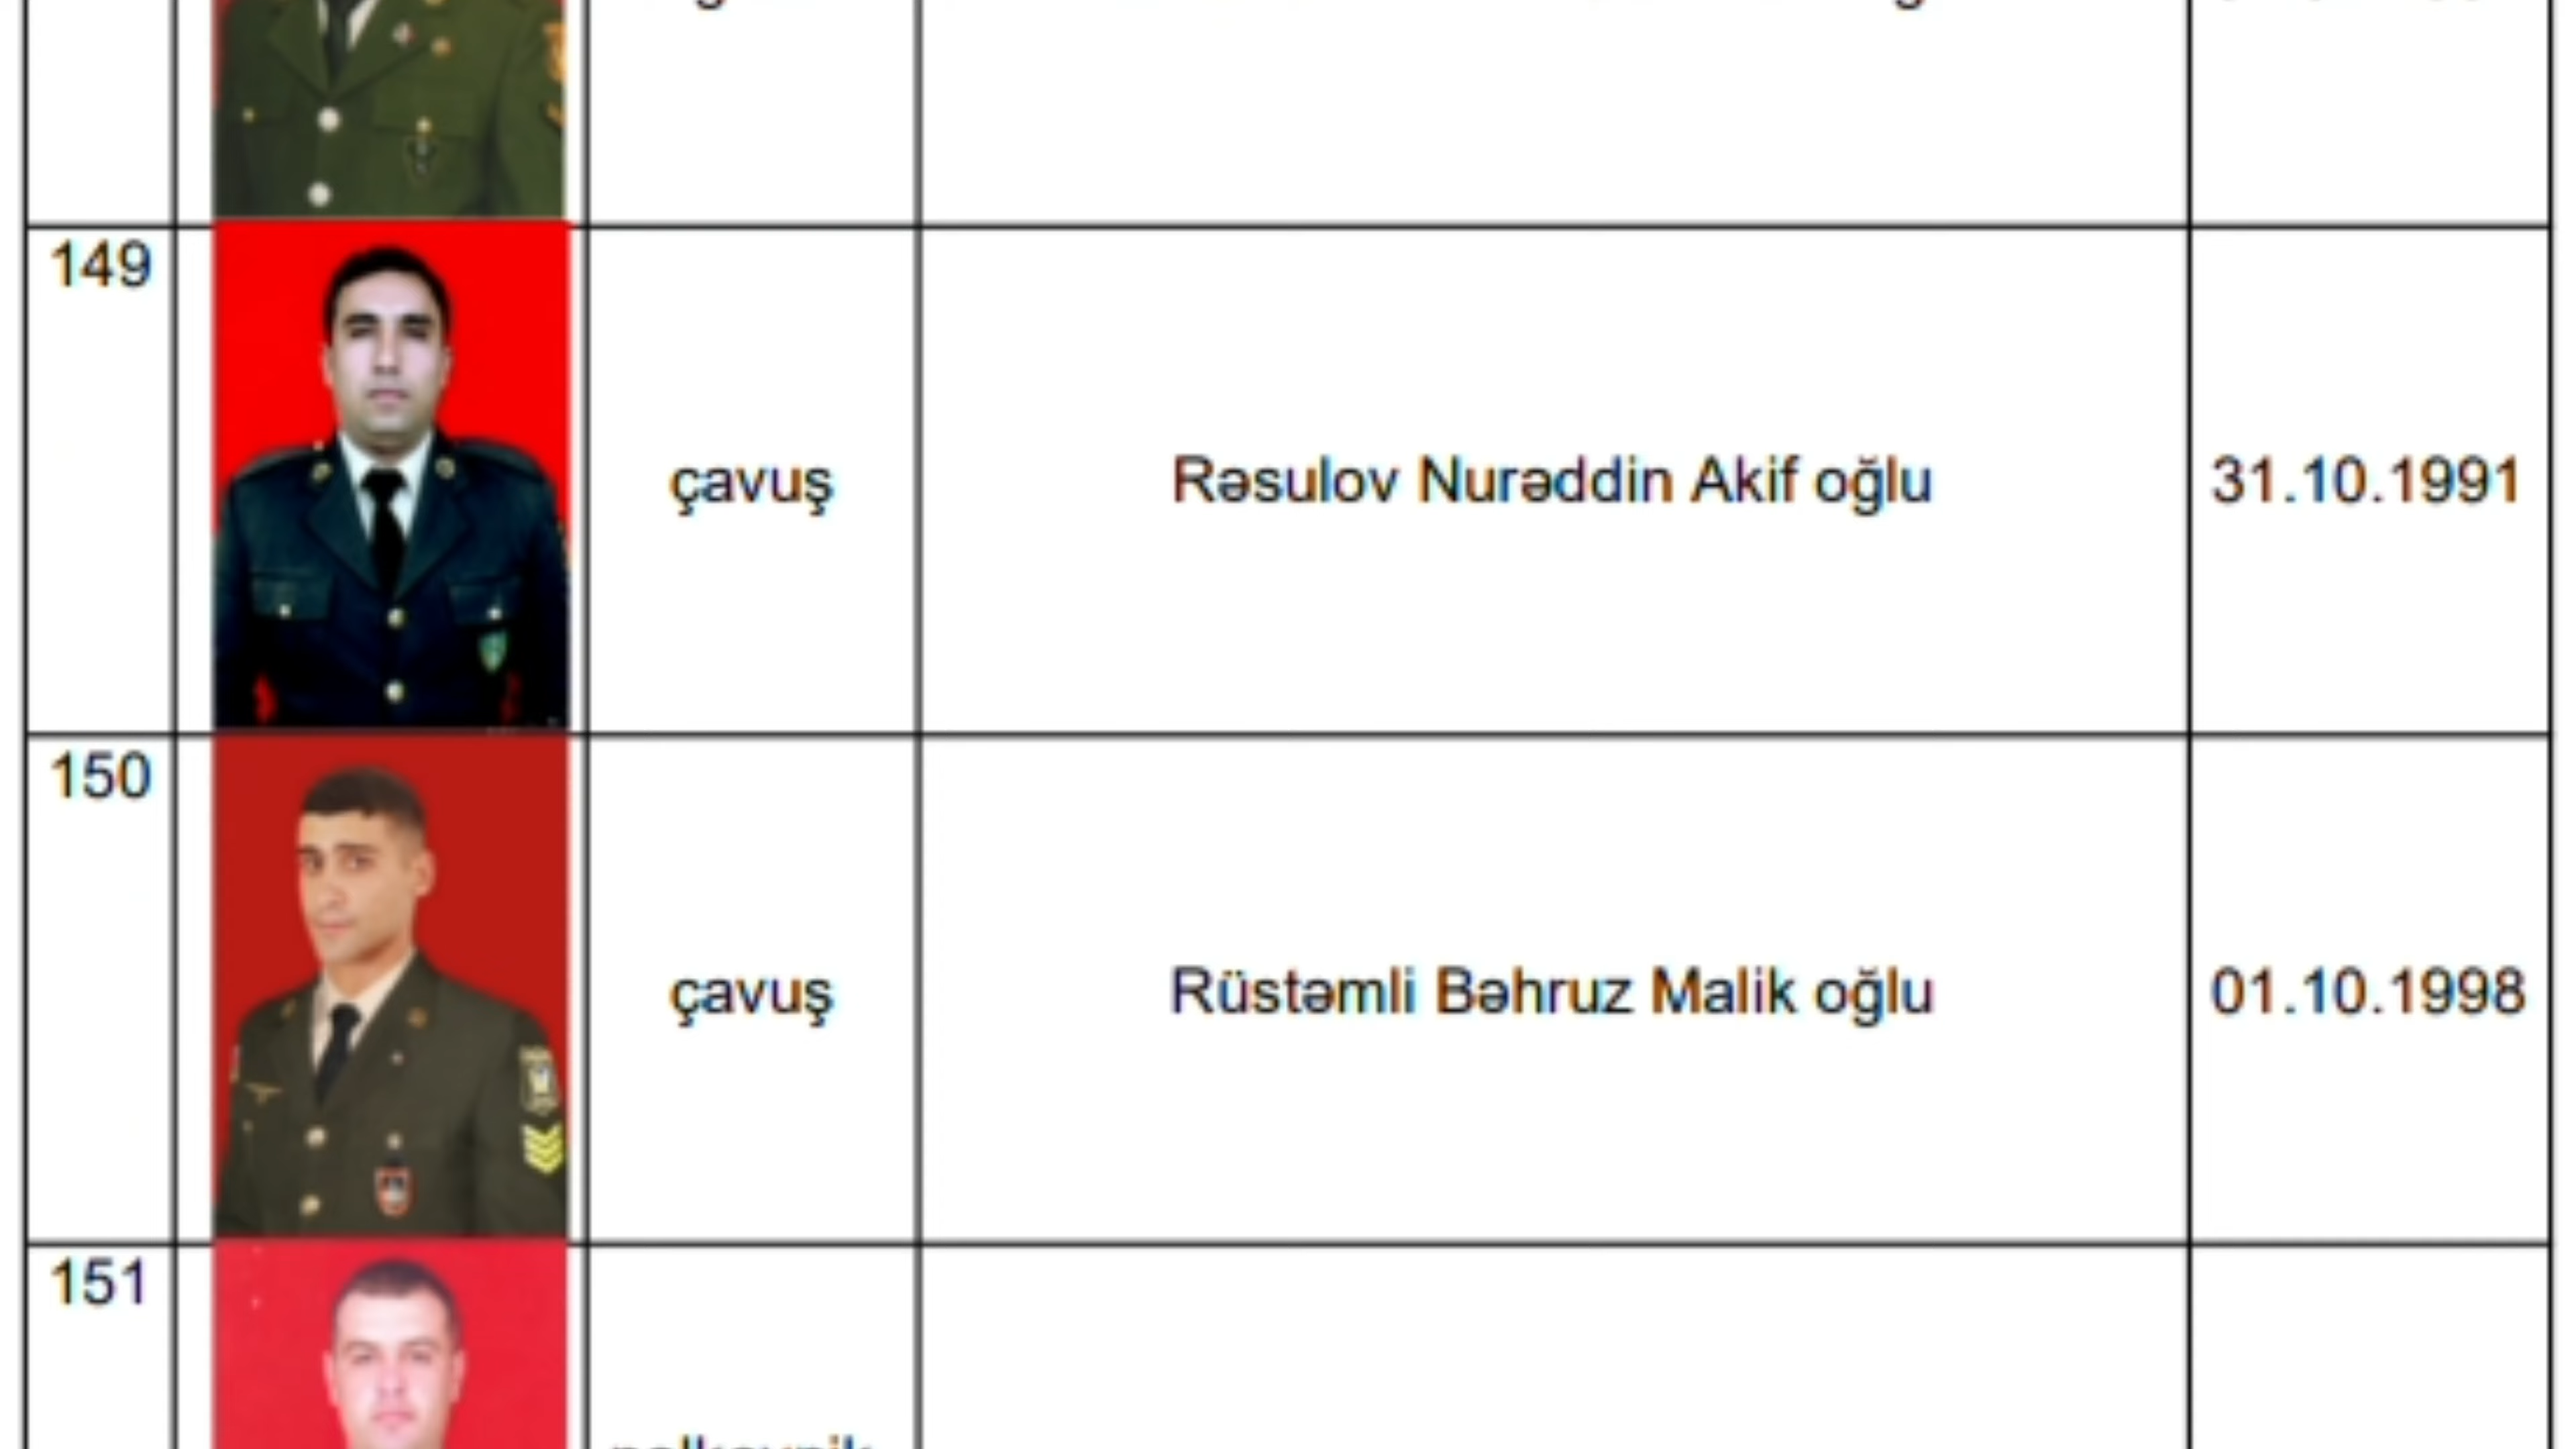 149
çavuş Rəsulov Nurəddin Akif oğlu 31.10.1991
150
çavuş Rüstəmli Bəhruz Malik oğlu 01.10.1998
151